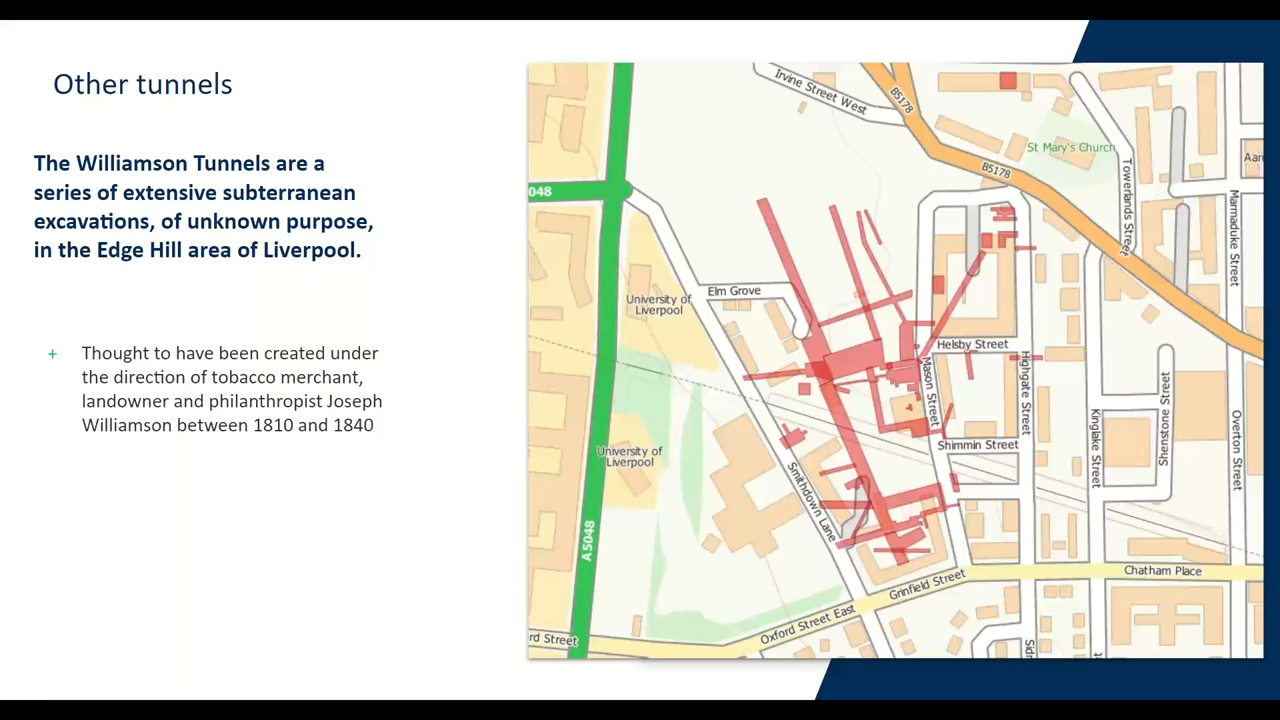 Other tunnels
The Williamson Tunnels are a
series of extensive subterranean
excavations, of unknown purpose,
in the Edge Hill area of Liverpool.
+ Thought to have been created under
the direction of tobacco merchant,
landowner and philanthropist Joseph
Williamson between 1810 and 1840
Irvine Street West
B5178
St Mary's Church
B5178
Towerlands Street
Aar
048
Marmaduke Street
Elm Grove
University of
Liverpool
Helsby Street
Mason Street
Highgate Street
Shimmin Street
Kinglake Street
Shenstone Street
Overton Street
University of
Liverpool
Smithdown Lane
A5048
Grinfield Street
Chatham Place
Oxford Street East
rd Street